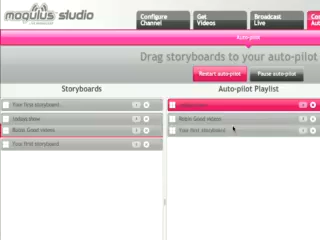 mogulus studio
Configure Channel
Get Videos
Broadcast Live
Auto-pilot
Drag storyboards to your auto-pilot
Restart auto-pilot
Pause auto-pilot
Storyboards
Auto-pilot Playlist
Your first storyboard
Robin Good videos
Robin Good videos
Your first storyboard
Your first storyboard